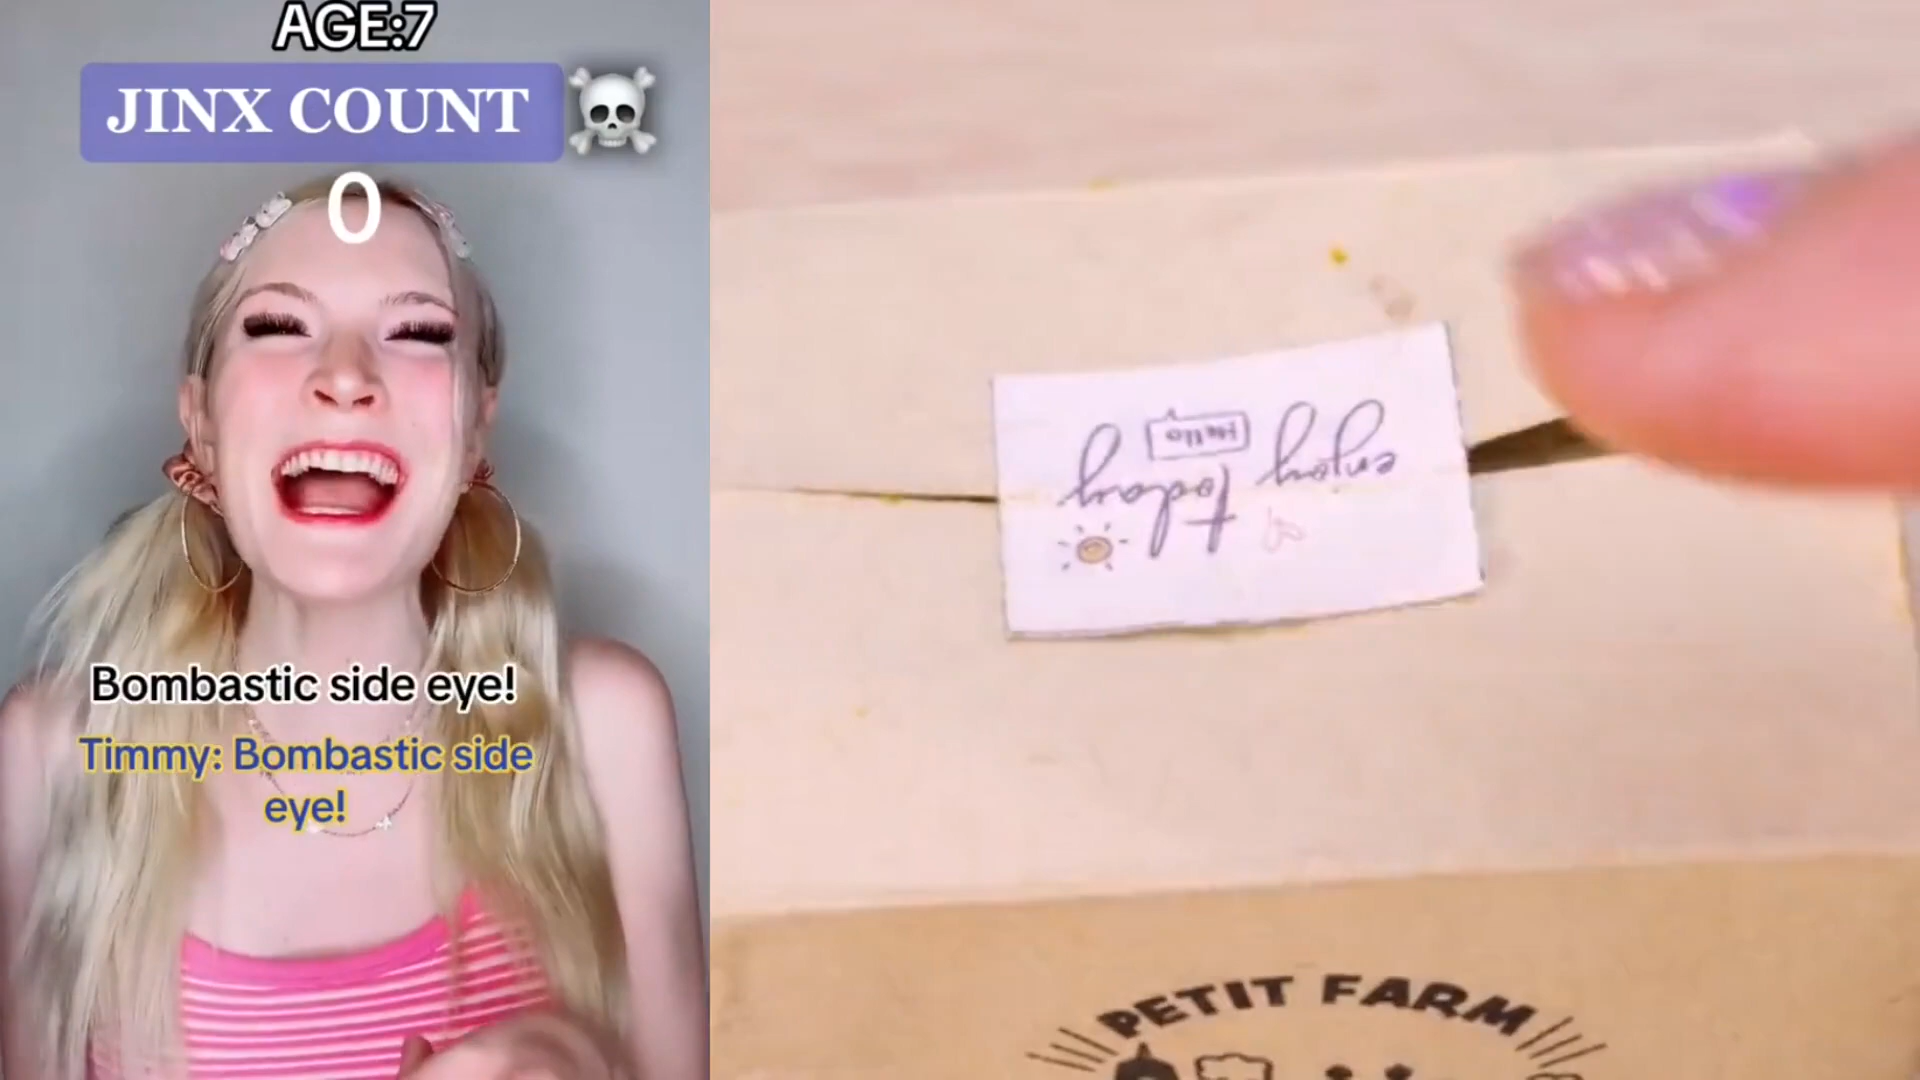 AGE:7
JINX COUNT
0
Bombastic side eye!
Timmy: Bombastic side
eye!
enjoy
Hello
today
PETIT FARM